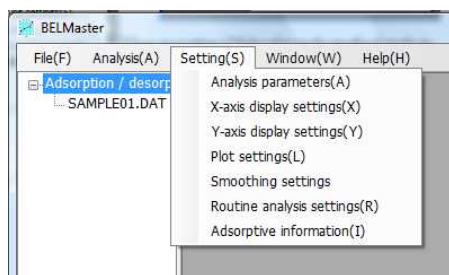 BELMaster
File(F) Analysis(A) Setting(S) Window(W) Help(H)
Adsorption / desorp
SAMPLE01.DAT
Analysis parameters(A)
X-axis display settings(X)
Y-axis display settings(Y)
Plot settings(L)
Smoothing settings
Routine analysis settings(R)
Adsorptive information(I)